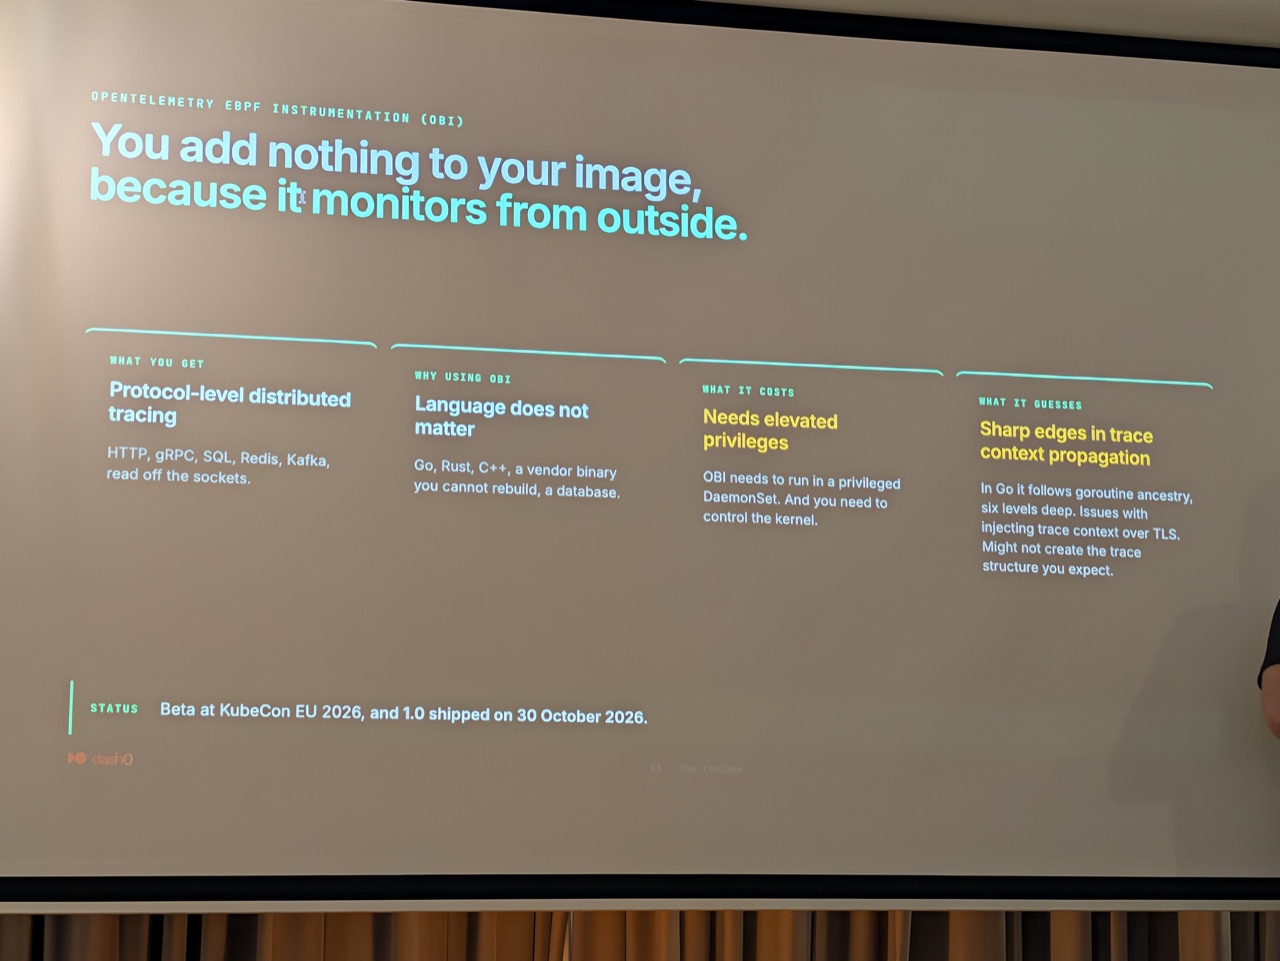 OPENTELEMETRY EBPF INSTRUMENTATION (OBI)
You add nothing to your image,
because it monitors from outside.
WHAT YOU GET
Protocol-level distributed
tracing
HTTP, gRPC, SQL, Redis, Kafka,
read off the sockets.
WHY USING OBI
Language does not
matter
Go, Rust, C++, a vendor binary
you cannot rebuild, a database.
WHAT IT COSTS
Needs elevated
privileges
OBI needs to run in a privileged
DaemonSet. And you need to
control the kernel.
WHAT IT GUESSES
Sharp edges in trace
context propagation
In Go it follows goroutine ancestry,
six levels deep. Issues with
injecting trace context over TLS.
Might not create the trace
structure you expect.
STATUS Beta at KubeCon EU 2026, and 1.0 shipped on 30 October 2026.
dash0